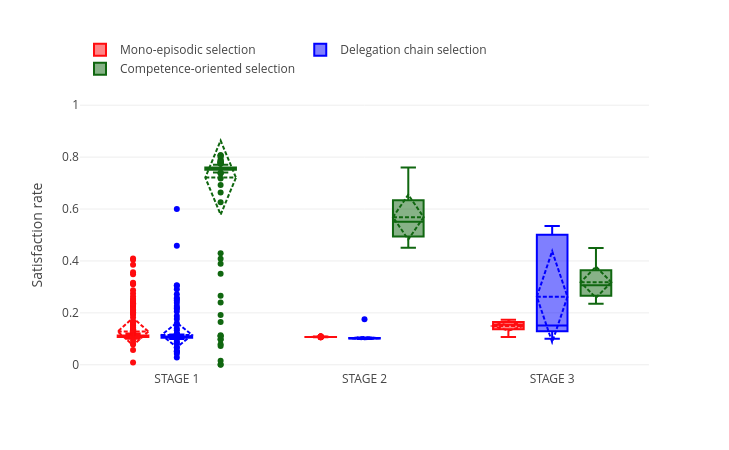 Mono-episodic selection
Delegation chain selection
Competence-oriented selection
1
0.8
0.6
0.4
0.2
0
Satisfaction rate
STAGE 1
STAGE 2
STAGE 3